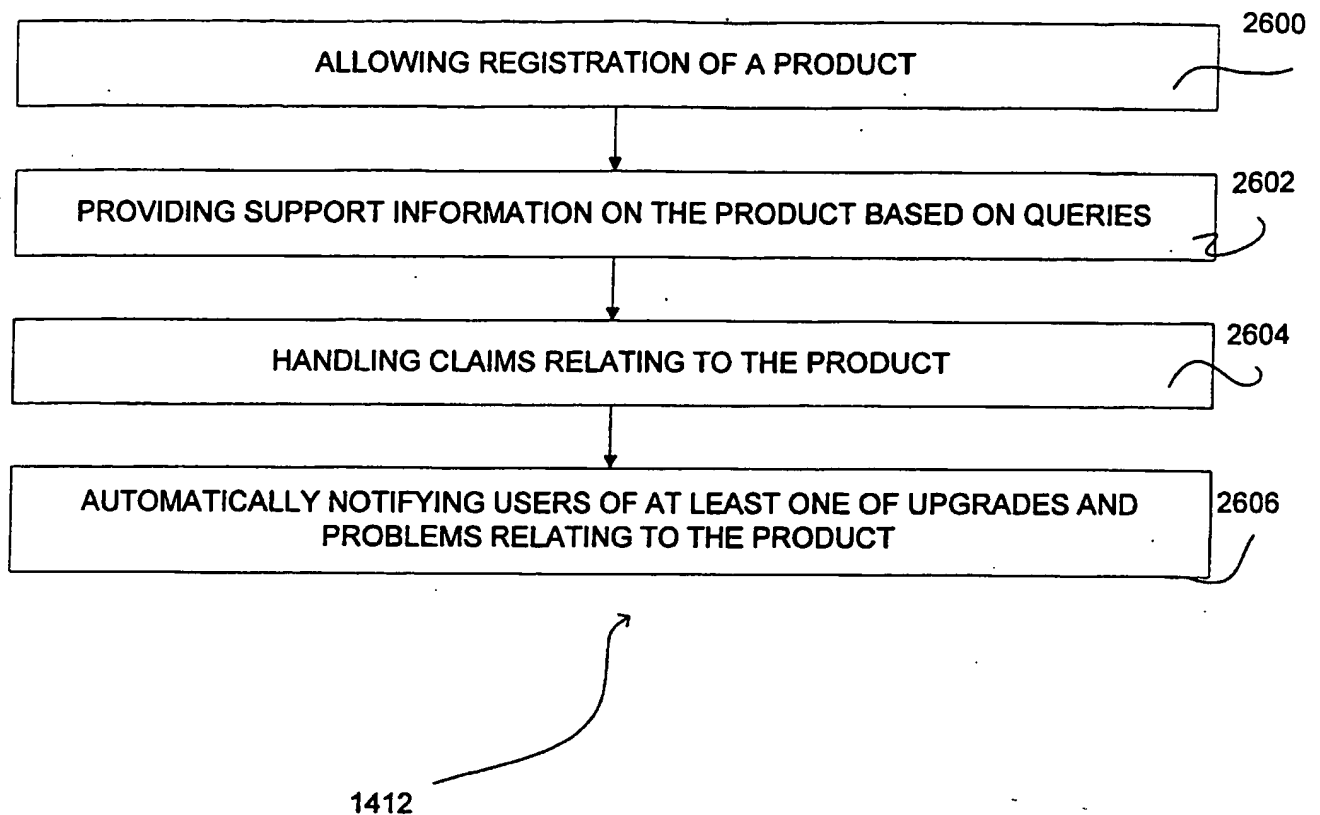 2600
ALLOWING REGISTRATION OF A PRODUCT
2602
PROVIDING SUPPORT INFORMATION ON THE PRODUCT BASED ON QUERIES
2604
HANDLING CLAIMS RELATING TO THE PRODUCT
2606
AUTOMATICALLY NOTIFYING USERS OF AT LEAST ONE OF UPGRADES AND
PROBLEMS RELATING TO THE PRODUCT
1412